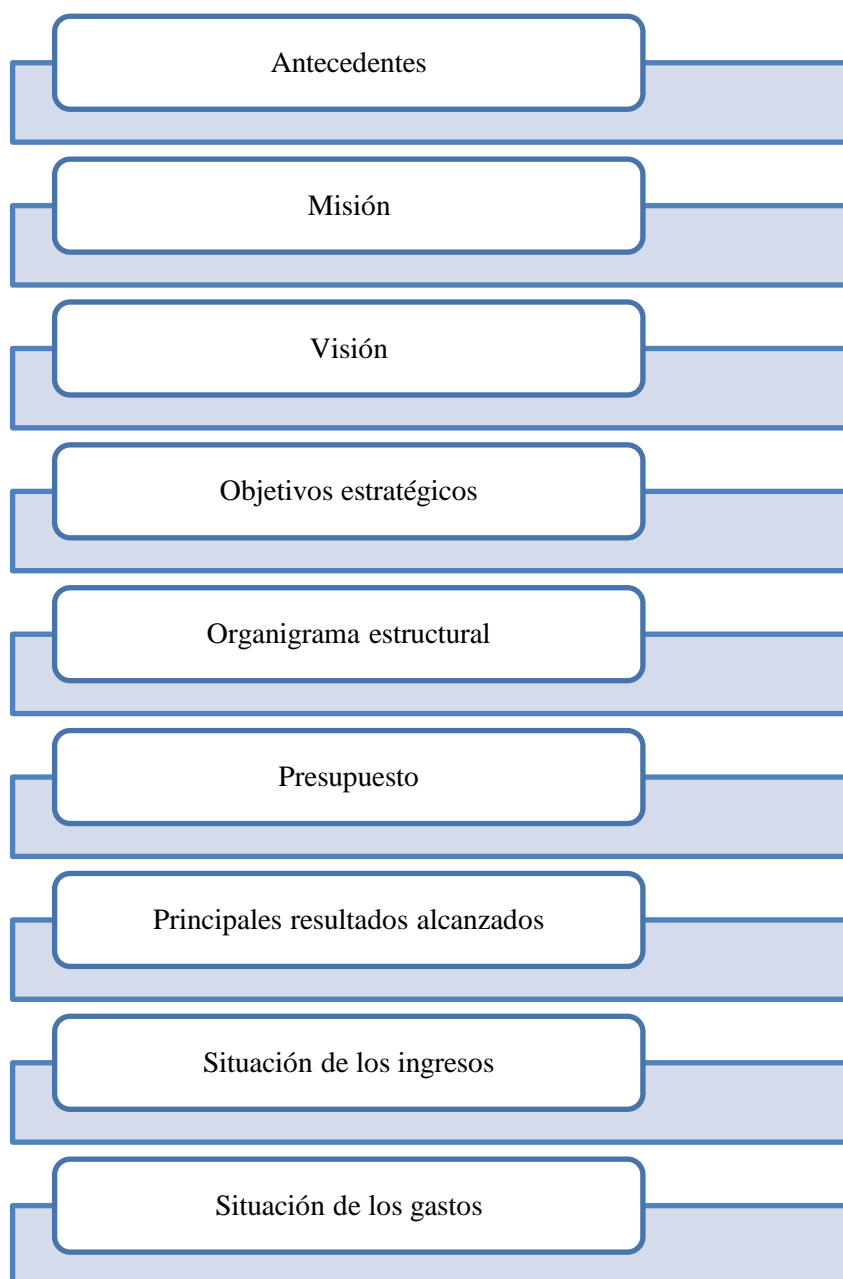 Antecedentes
Misión
Visión
Objetivos estratégicos
Organigrama estructural
Presupuesto
Principales resultados alcanzados
Situación de los ingresos
Situación de los gastos